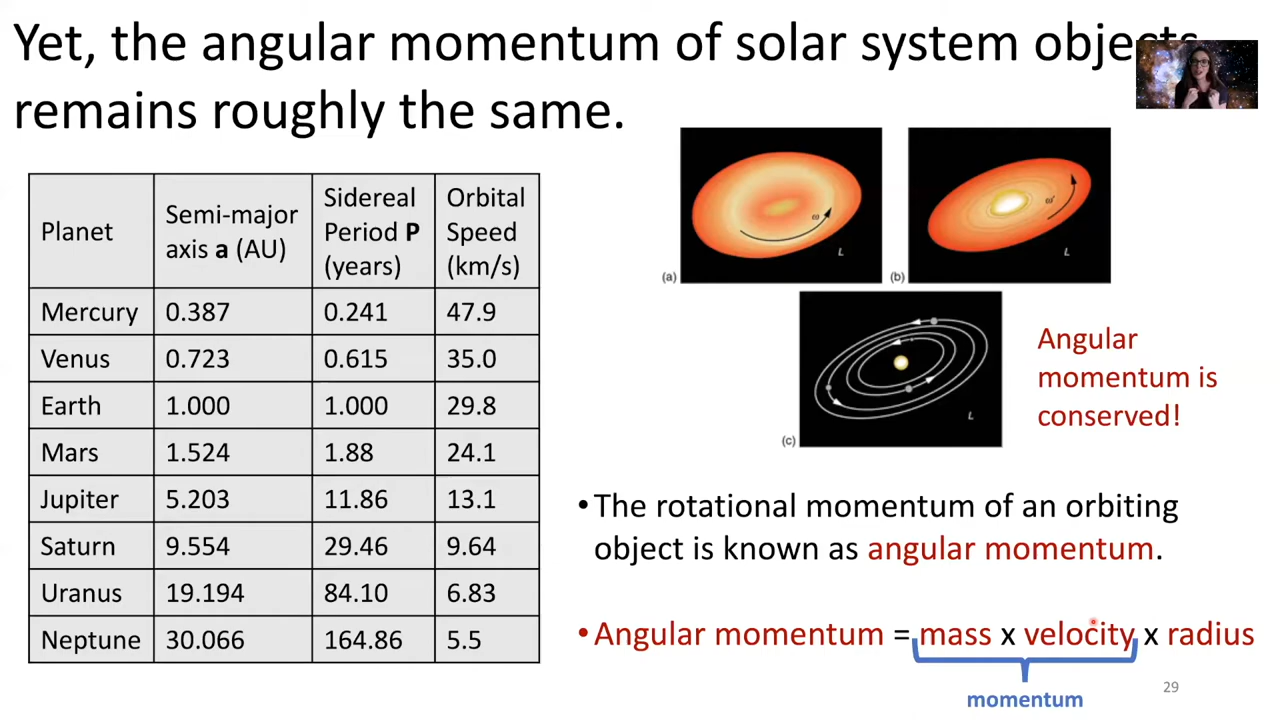 Yet, the angular momentum of solar system objects
remains roughly the same.
Planet
Semi-major
axis a (AU)
Sidereal
Period P
(years)
Orbital
Speed
(km/s)
Mercury 0.387 0.241 47.9
Venus 0.723 0.615 35.0
Earth 1.000 1.000 29.8
Mars 1.524 1.88 24.1
Jupiter 5.203 11.86 13.1
Saturn 9.554 29.46 9.64
Uranus 19.194 84.10 6.83
Neptune 30.066 164.86 5.5
ω
L
(a)
ω'
L
(b)
L
(c)
Angular
momentum is
conserved!
•The rotational momentum of an orbiting
object is known as angular momentum.
•Angular momentum = mass x velocity x radius
momentum
29